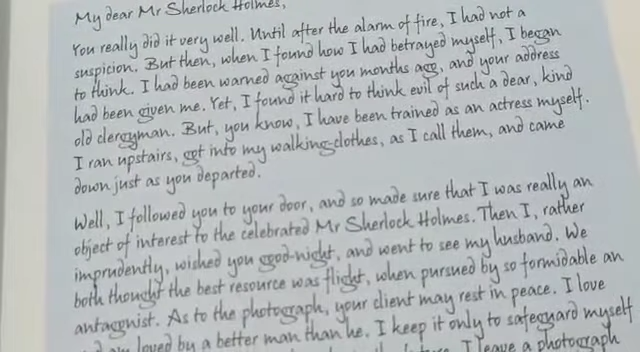 My dear Mr Sherlock Holmes,
You really did it very well. Until after the alarm of fire, I had not a
suspicion. But then, when I found how I had betrayed myself, I began
to think. I had been warned against you months ago, and your address
had been given me. Yet, I found it hard to think evil of such a dear, kind
old clergyman. But, you know, I have been trained as an actress myself.
I ran upstairs, got into my walking-clothes, as I call them, and came
down just as you departed.
Well, I followed you to your door, and so made sure that I was really an
object of interest to the celebrated Mr Sherlock Holmes. Then I, rather
imprudently, wished you good-night, and went to see my husband. We
both thought the best resource was flight, when pursued by so formidable an
antagonist. As to the photograph, your client may rest in peace. I love
and am loved by a better man than he. I keep it only to safeguard myself
I leave a photograph